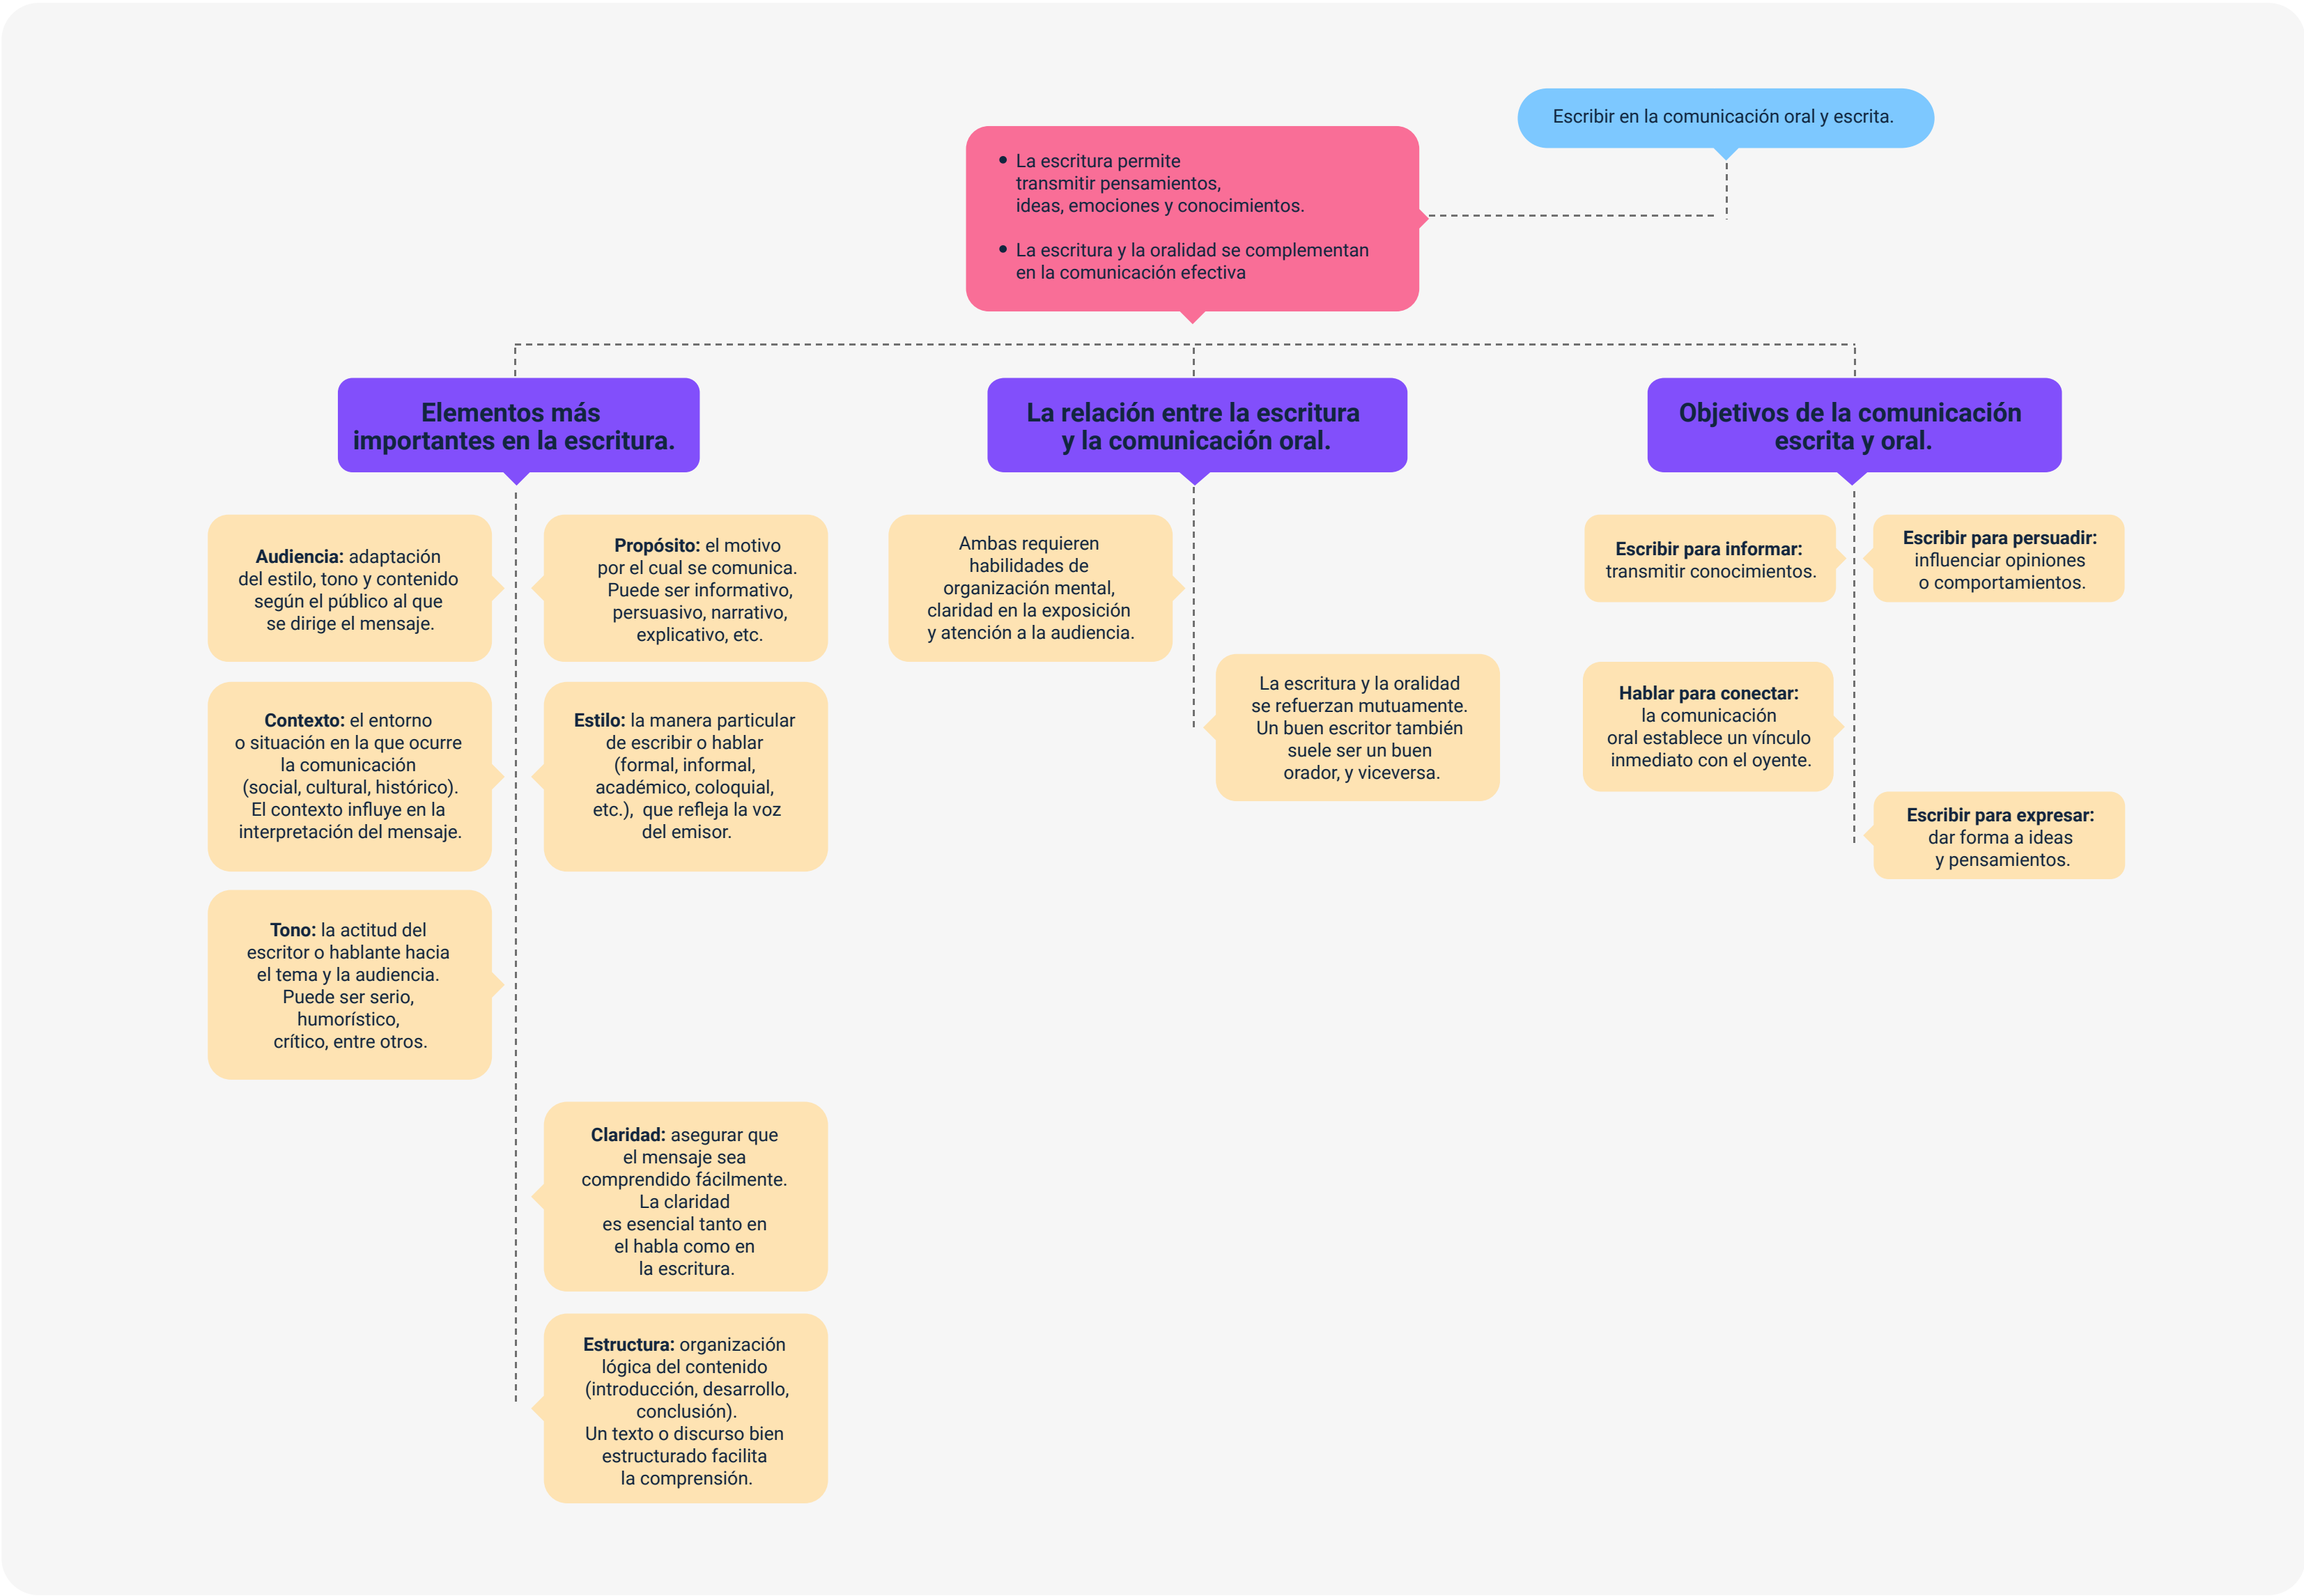 Escribir en la comunicación oral y escrita.
• La escritura permite
transmitir pensamientos,
ideas, emociones y conocimientos.
• La escritura y la oralidad se complementan
en la comunicación efectiva
Elementos más
importantes en la escritura.
Audiencia: adaptación
del estilo, tono y contenido
según el público al que
se dirige el mensaje.
Propósito: el motivo
por el cual se comunica.
Puede ser informativo,
persuasivo, narrativo,
explicativo, etc.
Contexto: el entorno
o situación en la que ocurre
la comunicación
(social, cultural, histórico).
El contexto influye en la
interpretación del mensaje.
Estilo: la manera particular
de escribir o hablar
(formal, informal,
académico, coloquial,
etc.),  que refleja la voz
del emisor.
Tono: la actitud del
escritor o hablante hacia
el tema y la audiencia.
Puede ser serio,
humorístico,
crítico, entre otros.
Claridad: asegurar que
el mensaje sea
comprendido fácilmente.
La claridad
es esencial tanto en
el habla como en
la escritura.
Estructura: organización
lógica del contenido
(introducción, desarrollo,
conclusión).
Un texto o discurso bien
estructurado facilita
la comprensión.
La relación entre la escritura
y la comunicación oral.
Ambas requieren
habilidades de
organización mental,
claridad en la exposición
y atención a la audiencia.
La escritura y la oralidad
se refuerzan mutuamente.
Un buen escritor también
suele ser un buen
orador, y viceversa.
Objetivos de la comunicación
escrita y oral.
Escribir para informar:
transmitir conocimientos.
Escribir para persuadir:
influenciar opiniones
o comportamientos.
Hablar para conectar:
la comunicación
oral establece un vínculo
inmediato con el oyente.
Escribir para expresar:
dar forma a ideas
y pensamientos.